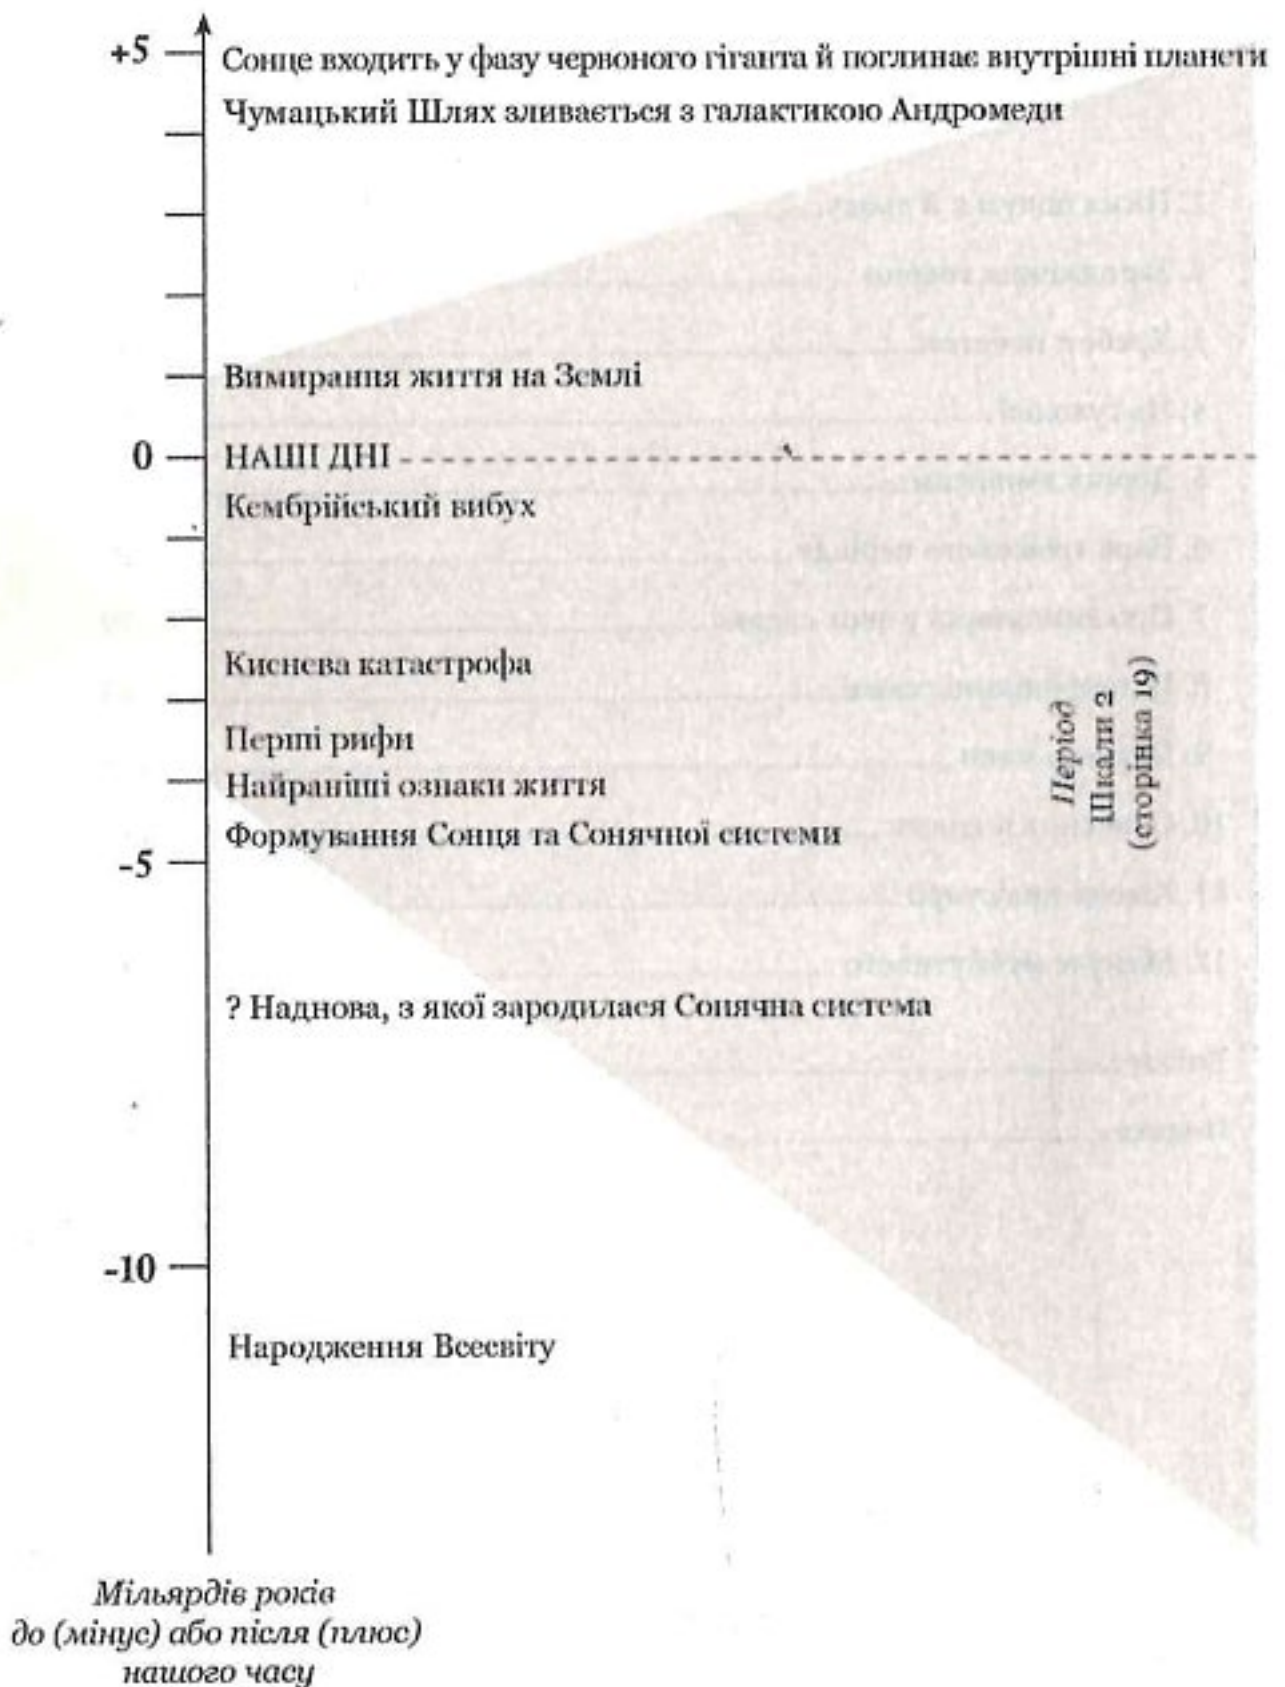 +5
Сонце входить у фазу червоного гіганта й поглинає внутрішні планети
Чумацький Шлях зливається з галактикою Андромеди
Вимирання життя на Землі
0
НАШІ ДНІ
Кембрійський вибух
Киснева катастрофа
Перші рифи
Найраніші ознаки життя
Формування Сонця та Сонячної системи
-5
Період
Шкали 2
(сторінка 19)
? Наднова, з якої зародилася Сонячна система
-10
Народження Всесвіту
Мільярдів років
до (мінус) або після (плюс)
нашого часу